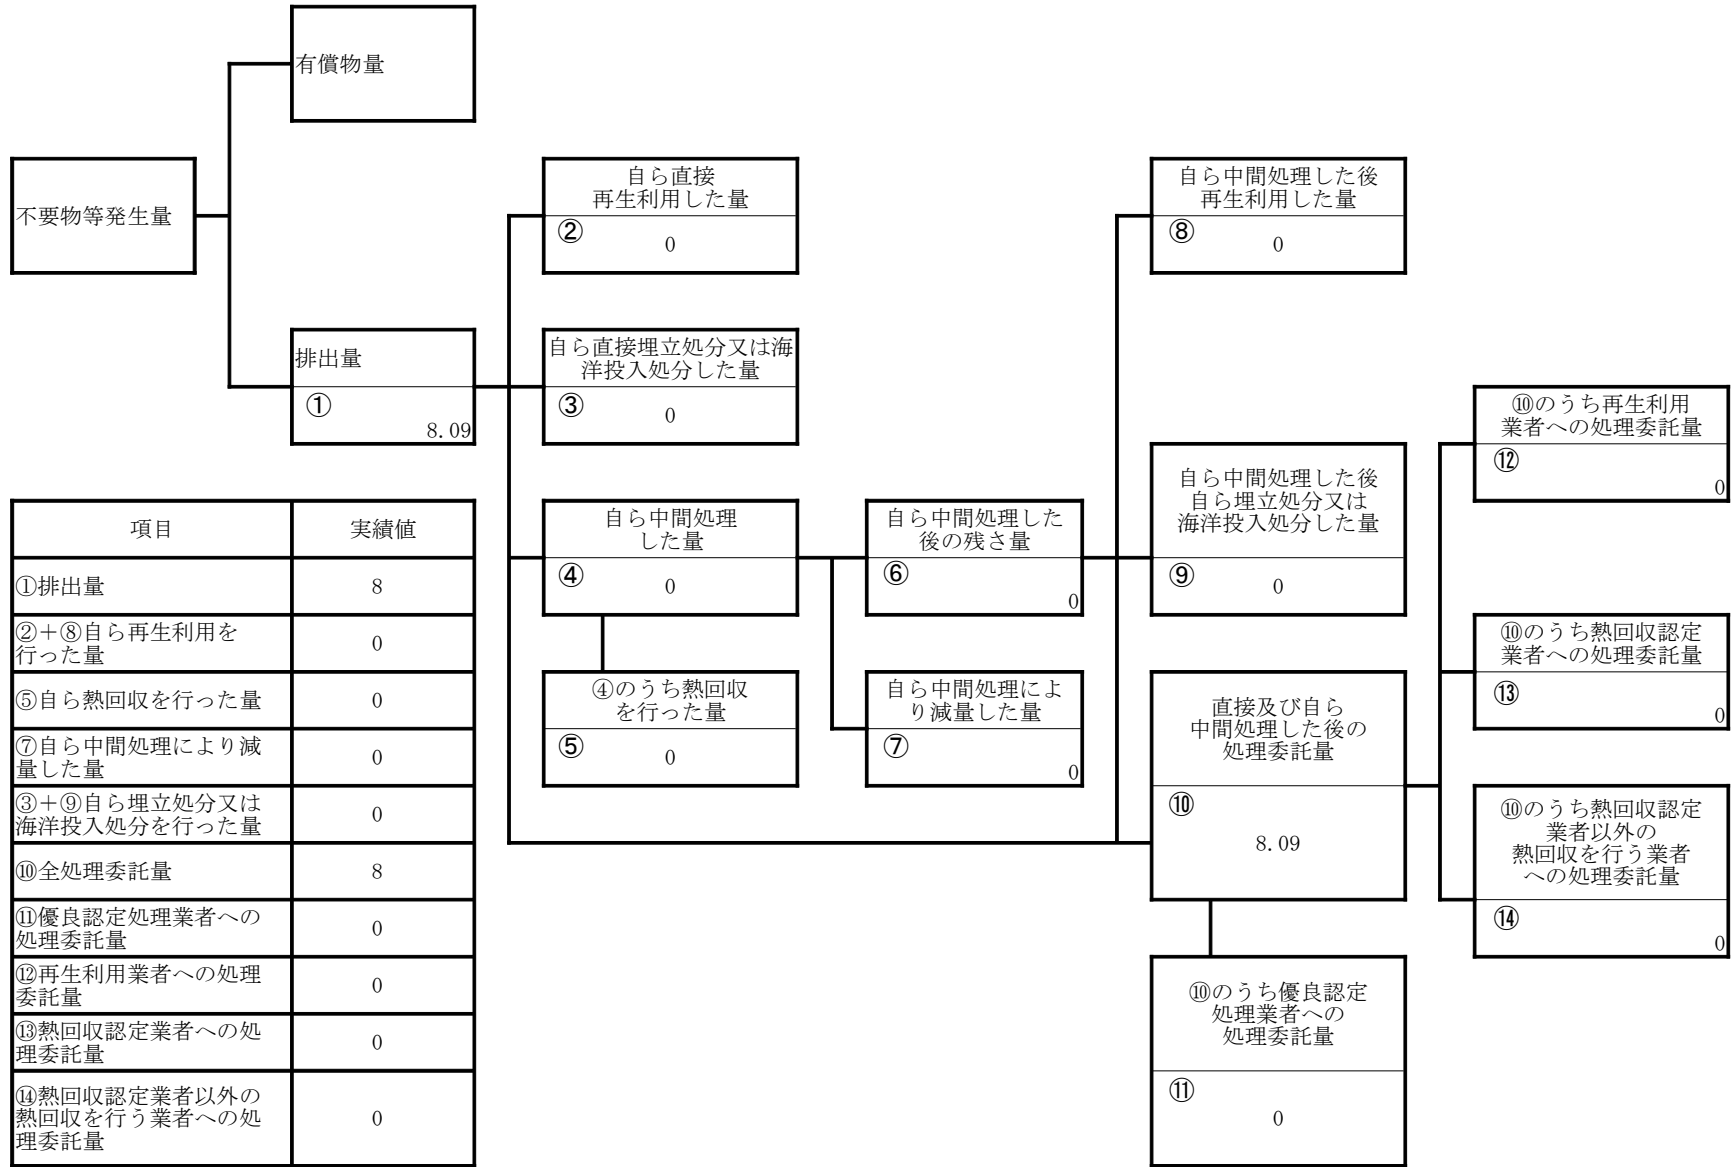 有償物量
不要物等発生量
自ら直接
再生利用した量
②
0
自ら中間処理した後
再生利用した量
⑧
0
排出量
①
8.09
自ら直接埋立処分又は海
洋投入処分した量
③
0
⑩のうち再生利用
業者への処理委託量
⑫
0
自ら中間処理
した量
④
0
自ら中間処理した
後の残さ量
⑥
0
自ら中間処理した後
自ら埋立処分又は
海洋投入処分した量
⑨
0
⑩のうち熱回収認定
業者への処理委託量
⑬
0
④のうち熱回収
を行った量
⑤
0
自ら中間処理によ
り減量した量
⑦
0
直接及び自ら
中間処理した後の
処理委託量
⑩
8.09
⑩のうち熱回収認定
業者以外の
熱回収を行う業者
への処理委託量
⑭
0
⑩のうち優良認定
処理業者への
処理委託量
⑪
0
項目 実績値
①排出量 8
②+⑧自ら再生利用を
行った量 0
⑤自ら熱回収を行った量 0
⑦自ら中間処理により減
量した量 0
③+⑨自ら埋立処分又は
海洋投入処分を行った量 0
⑩全処理委託量 8
⑪優良認定処理業者への
処理委託量 0
⑫再生利用業者への処理
委託量 0
⑬熱回収認定業者への処
理委託量 0
⑭熱回収認定業者以外の
熱回収を行う業者への処
理委託量 0